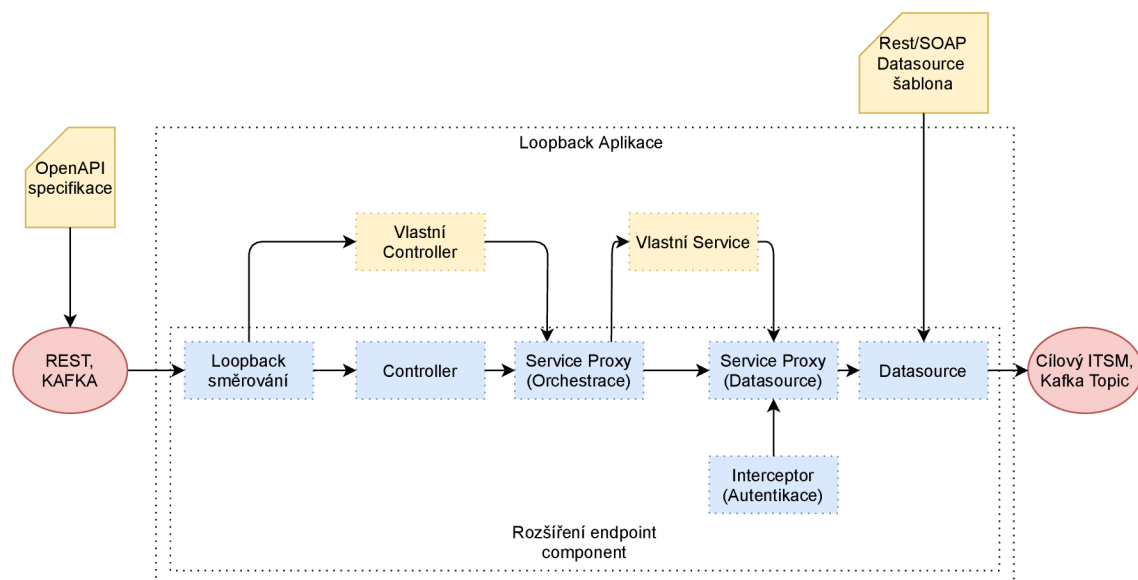 Rest/SOAP
Datasource
šablona
Loopback Aplikace
OpenAPI
specifikace
Vlastní
Controller
Vlastní Service
REST,
KAFKA
Loopback
směrování
Controller
Service Proxy
(Orchestrace)
Service Proxy
(Datasource)
Datasource
Cílový ITSM,
Kafka Topic
Interceptor
(Autentikace)
Rozšíření endpoint
component